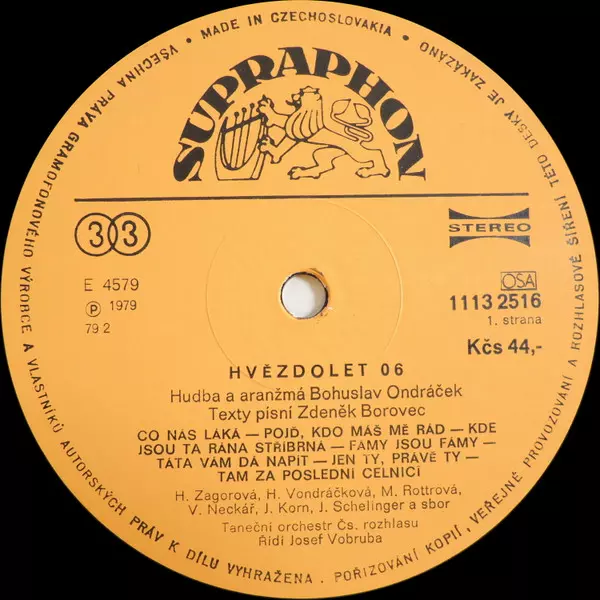 VŠECHNA PRÁVA GRAMOFONOVÉHO VÝROBCE A VLASTNÍKŮ AUTORSKÝCH PRÁV K DÍLU VYHRAŽENA. POŘIZOVÁNÍ KOPIÍ, VEŘEJNÉ PROVOZOVÁNÍ A ROZHLASOVÉ ŠÍŘENÍ TÉTO DESKY JE ZAKÁZÁNO
• MADE IN CZECHOSLOVAKIA •
SUPRAPHON
33
STEREO
E 4579
Ⓟ 1979
79 2
OSA
1113 2516
1. strana
Kčs 44,-
HVĚZDOLET 06
Hudba a aranžmá Bohuslav Ondráček
Texty písní Zdeněk Borovec
CO NÁS LÁKÁ — POJĎ, KDO MÁŠ MĚ RÁD — KDE
JSOU TA RÁNA STŘÍBRNÁ — FÁMY JSOU FÁMY —
TÁTA VÁM DÁ NAPÍT — JEN TY, PRÁVĚ TY —
TAM ZA POSLEDNÍ CELNICÍ
H. Zagorová, H. Vondráčková, M. Rottrová,
V. Neckář, J. Korn, J. Schelinger a sbor
Taneční orchestr Čs. rozhlasu
Řídí Josef Vobruba